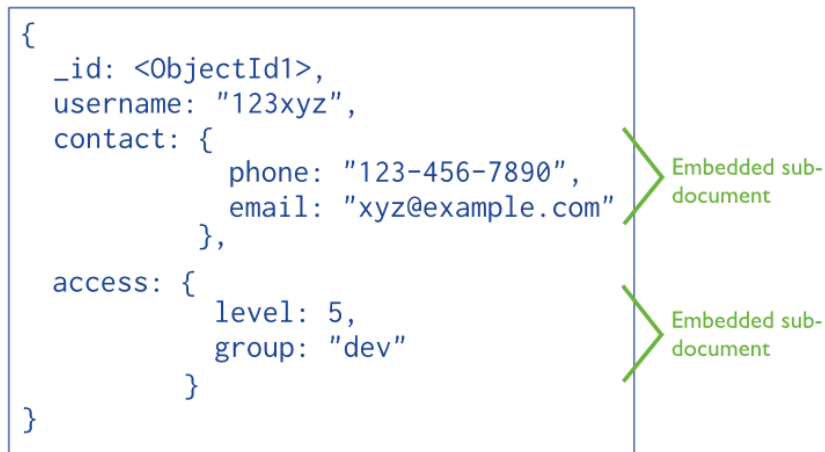 {
_id: <ObjectId1>,
username: "123xyz",
contact: {
phone: "123-456-7890",
email: "xyz@example.com"
},
access: {
level: 5,
group: "dev"
}
}
Embedded sub-
document
Embedded sub-
document